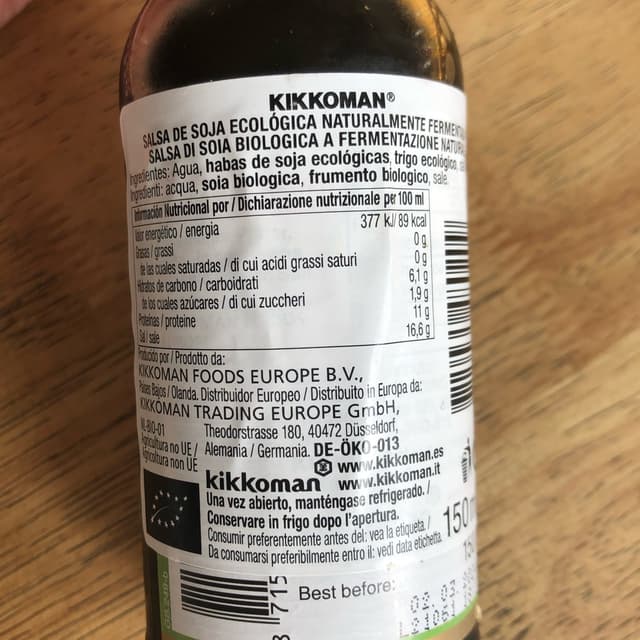 KIKKOMAN®
SALSA DE SOJA ECOLÓGICA NATURALMENTE
SALSA DI SOIA BIOLOGICA A FERMENTAZIONE
Ingredientes: Agua, habas de soja ecológicas, trigo ecológico,
Ingredienti: acqua, soia biologica, frumento biologico, sale.
Información Nutricional por / Dichiarazione nutrizionale per 100 ml
Valor energético / energia 377 kJ/ 89 kcal
Grasas / grassi 0 g
de las cuales saturadas / di cui acidi grassi saturi 0 g
Hidratos de carbono / carboidrati 6,1 g
de los cuales azúcares / di cui zuccheri 1,9 g
Proteínas / proteine 11 g
Sal / sale 16,6 g
Producido por / Prodotto da:
KIKKOMAN FOODS EUROPE B.V.,
Países Bajos / Olanda. Distribuidor Europeo / Distribuito in Europa da:
KIKKOMAN TRADING EUROPE GmbH,
NL-BIO-01 Theodorstrasse 180, 40472 Düsseldorf,
Agricultura no UE / Alemania / Germania. DE-ÖKO-013
Agricoltura non UE
www.kikkoman.es
kikkoman www.kikkoman.it
Una vez abierto, manténgase refrigerado. /
Conservare in frigo dopo l'apertura.
Consumir preferentemente antes del: vea la etiqueta. /
Da consumarsi preferibilmente entro il: vedi data etichetta.
150
8 715
Best before: